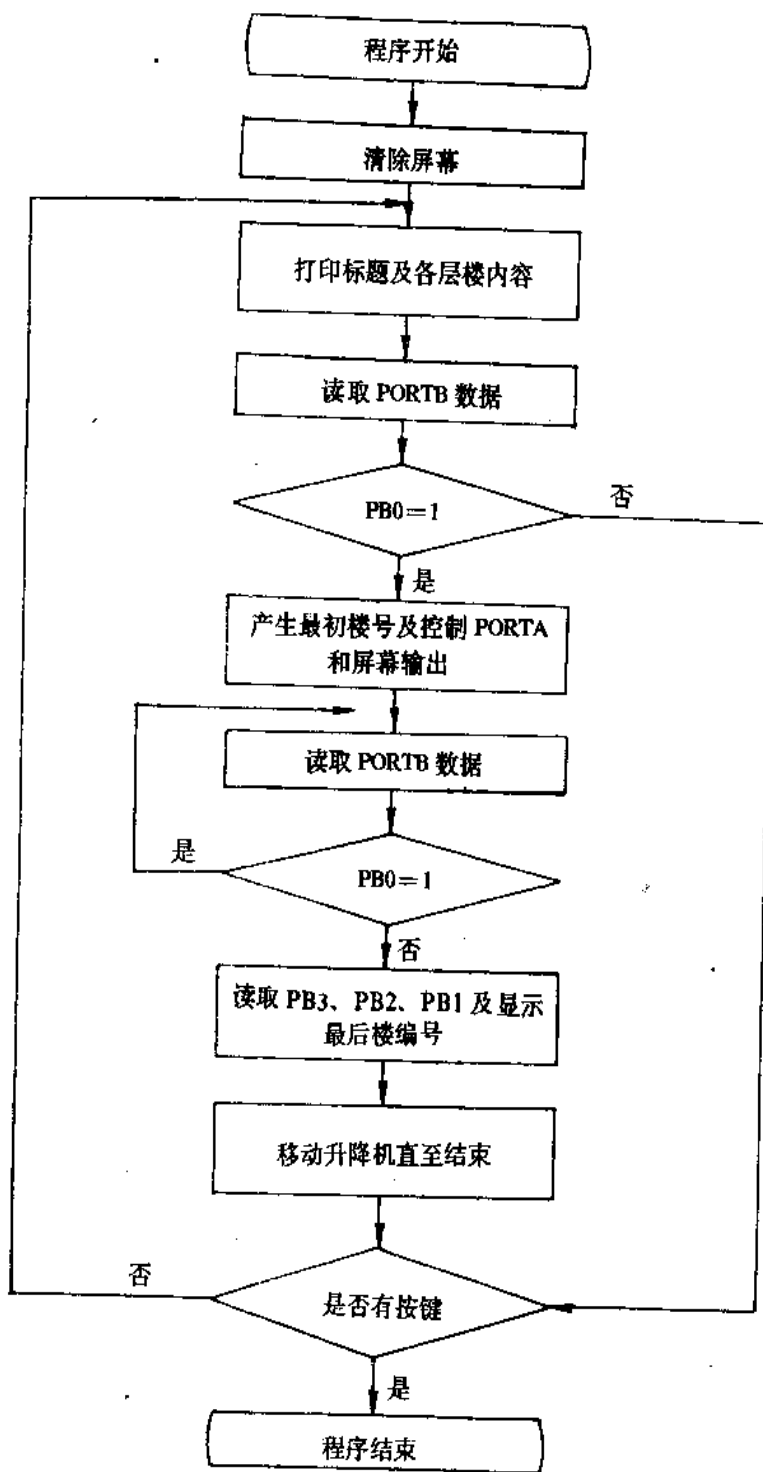 程序开始
清除屏幕
打印标题及各层楼内容
读取 PORTB 数据
PB0=1
否
是
产生最初楼号及控制 PORTA
和屏幕输出
读取 PORTB 数据
是
PB0=1
否
读取 PB3、PB2、PB1 及显示
最后楼编号
移动升降机直至结束
否
是否有按键
是
程序结束